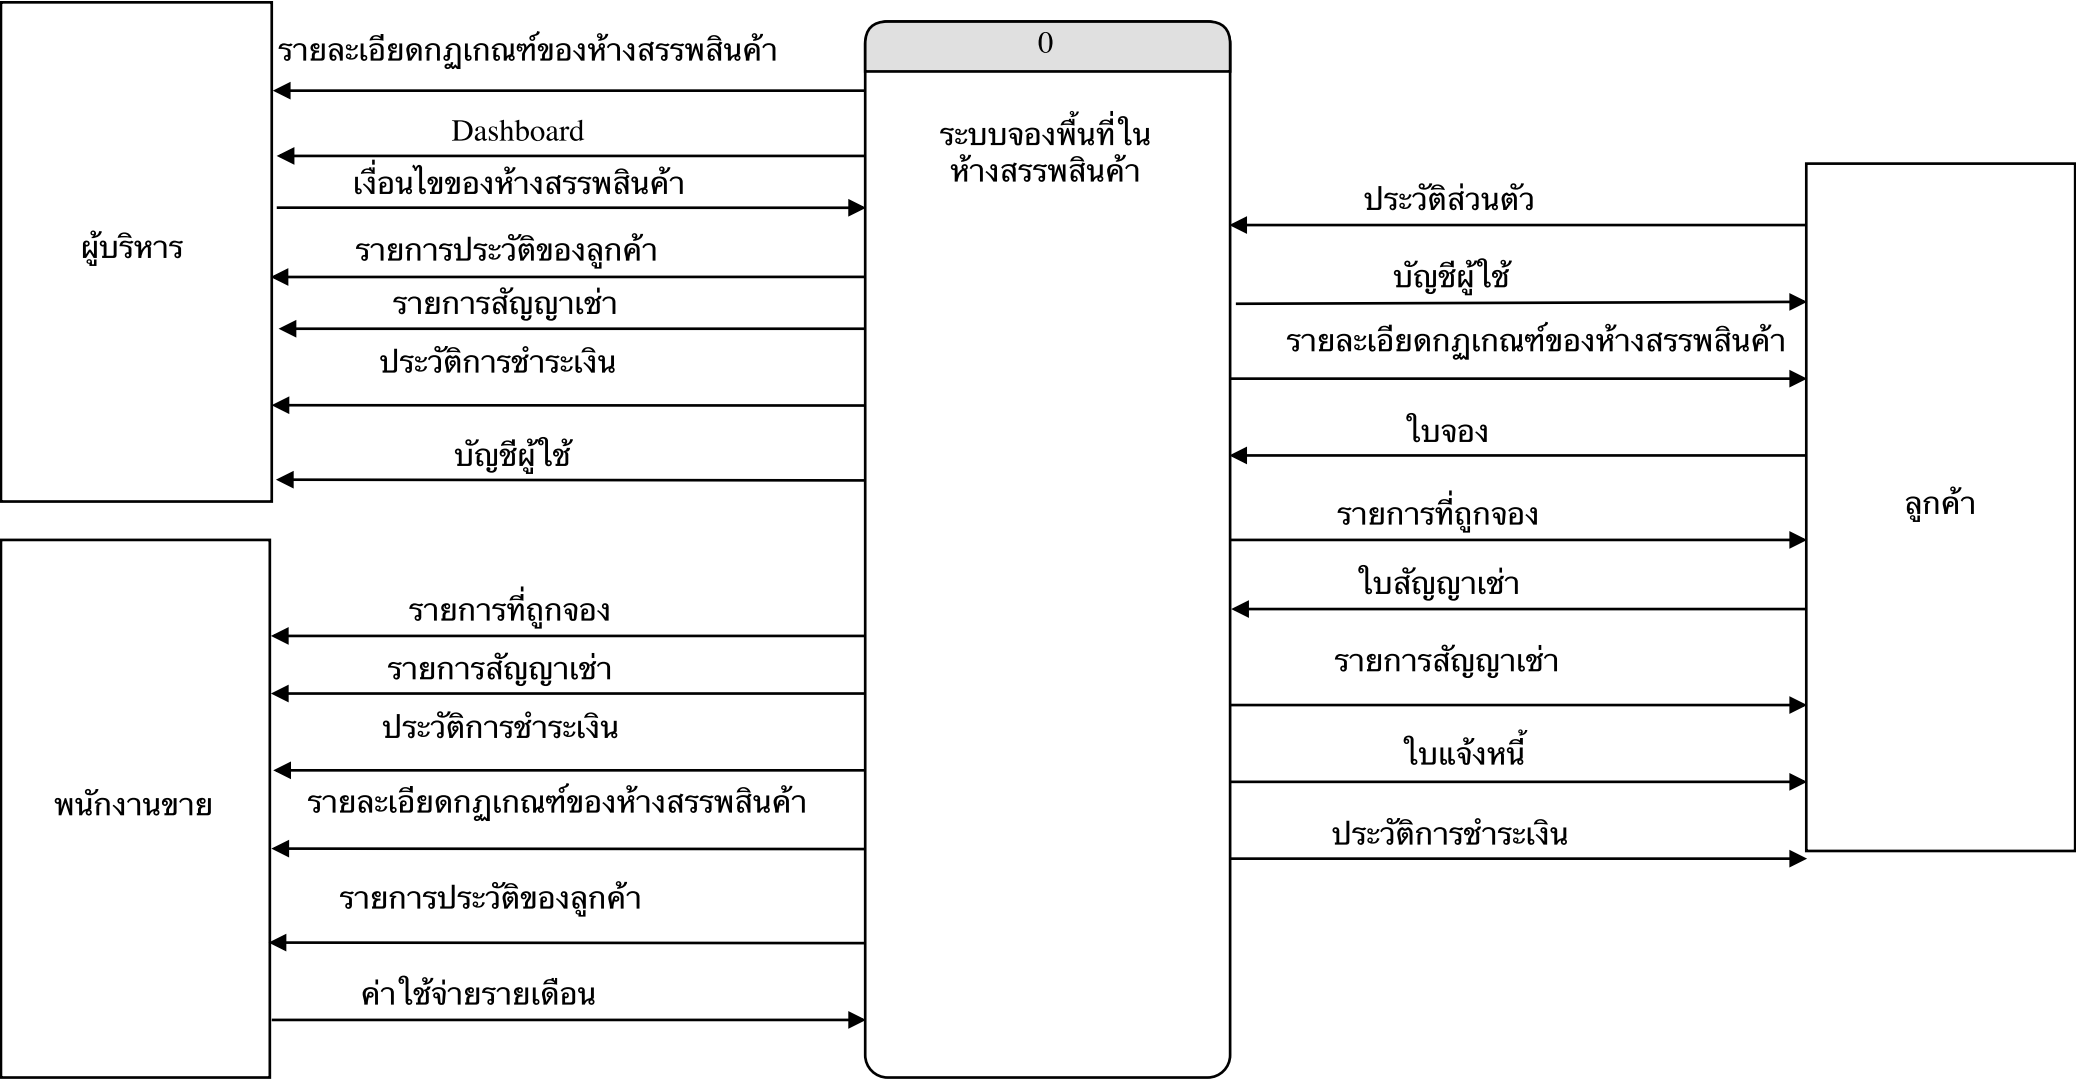 ผู้บริหาร
รายละเอียดกฏเกณฑ์ของห้างสรรพสินค้า
Dashboard
เงื่อนไขของห้างสรรพสินค้า
รายการประวัติของลูกค้า
รายการสัญญาเช่า
ประวัติการชำระเงิน
บัญชีผู้ใช้
พนักงานขาย
รายการที่ถูกจอง
รายการสัญญาเช่า
ประวัติการชำระเงิน
รายละเอียดกฏเกณฑ์ของห้างสรรพสินค้า
รายการประวัติของลูกค้า
ค่าใช้จ่ายรายเดือน
0
ระบบจองพื้นที่ใน
ห้างสรรพสินค้า
ประวัติส่วนตัว
บัญชีผู้ใช้
รายละเอียดกฏเกณฑ์ของห้างสรรพสินค้า
ใบจอง
รายการที่ถูกจอง
ใบสัญญาเช่า
รายการสัญญาเช่า
ใบแจ้งหนี้
ประวัติการชำระเงิน
ลูกค้า